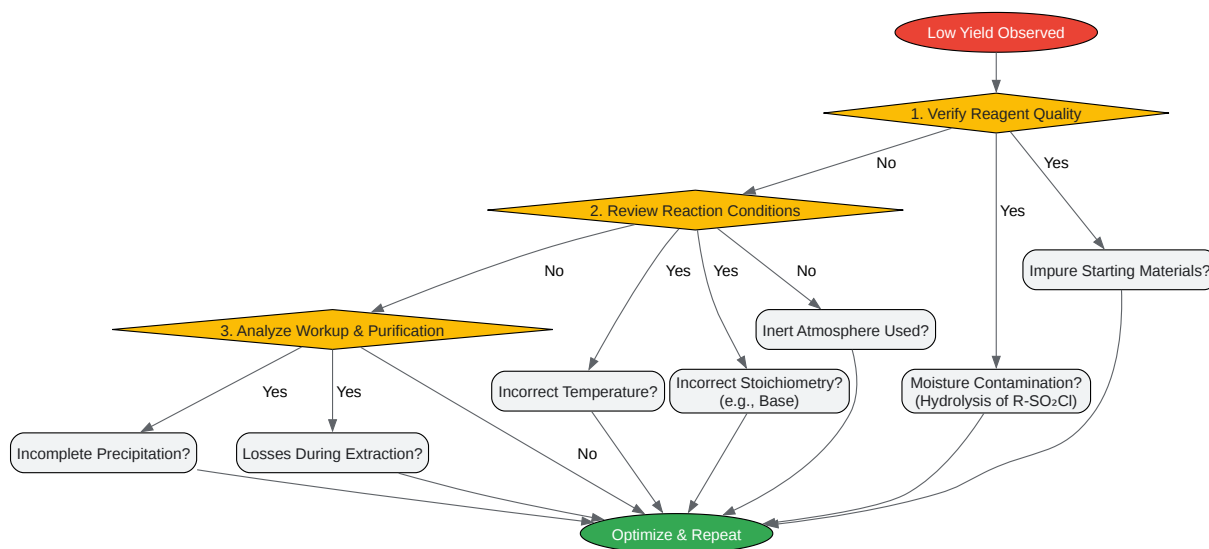 Low Yield Observed
1. Verify Reagent Quality
No
Yes
Yes
2. Review Reaction Conditions
No
Yes
Yes
No
Impure Starting Materials?
3. Analyze Workup & Purification
Inert Atmosphere Used?
Yes
Yes
No
Incorrect Temperature?
Incorrect Stoichiometry?
(e.g., Base)
Moisture Contamination?
(Hydrolysis of R-SO₂Cl)
Incomplete Precipitation?
Losses During Extraction?
Optimize & Repeat